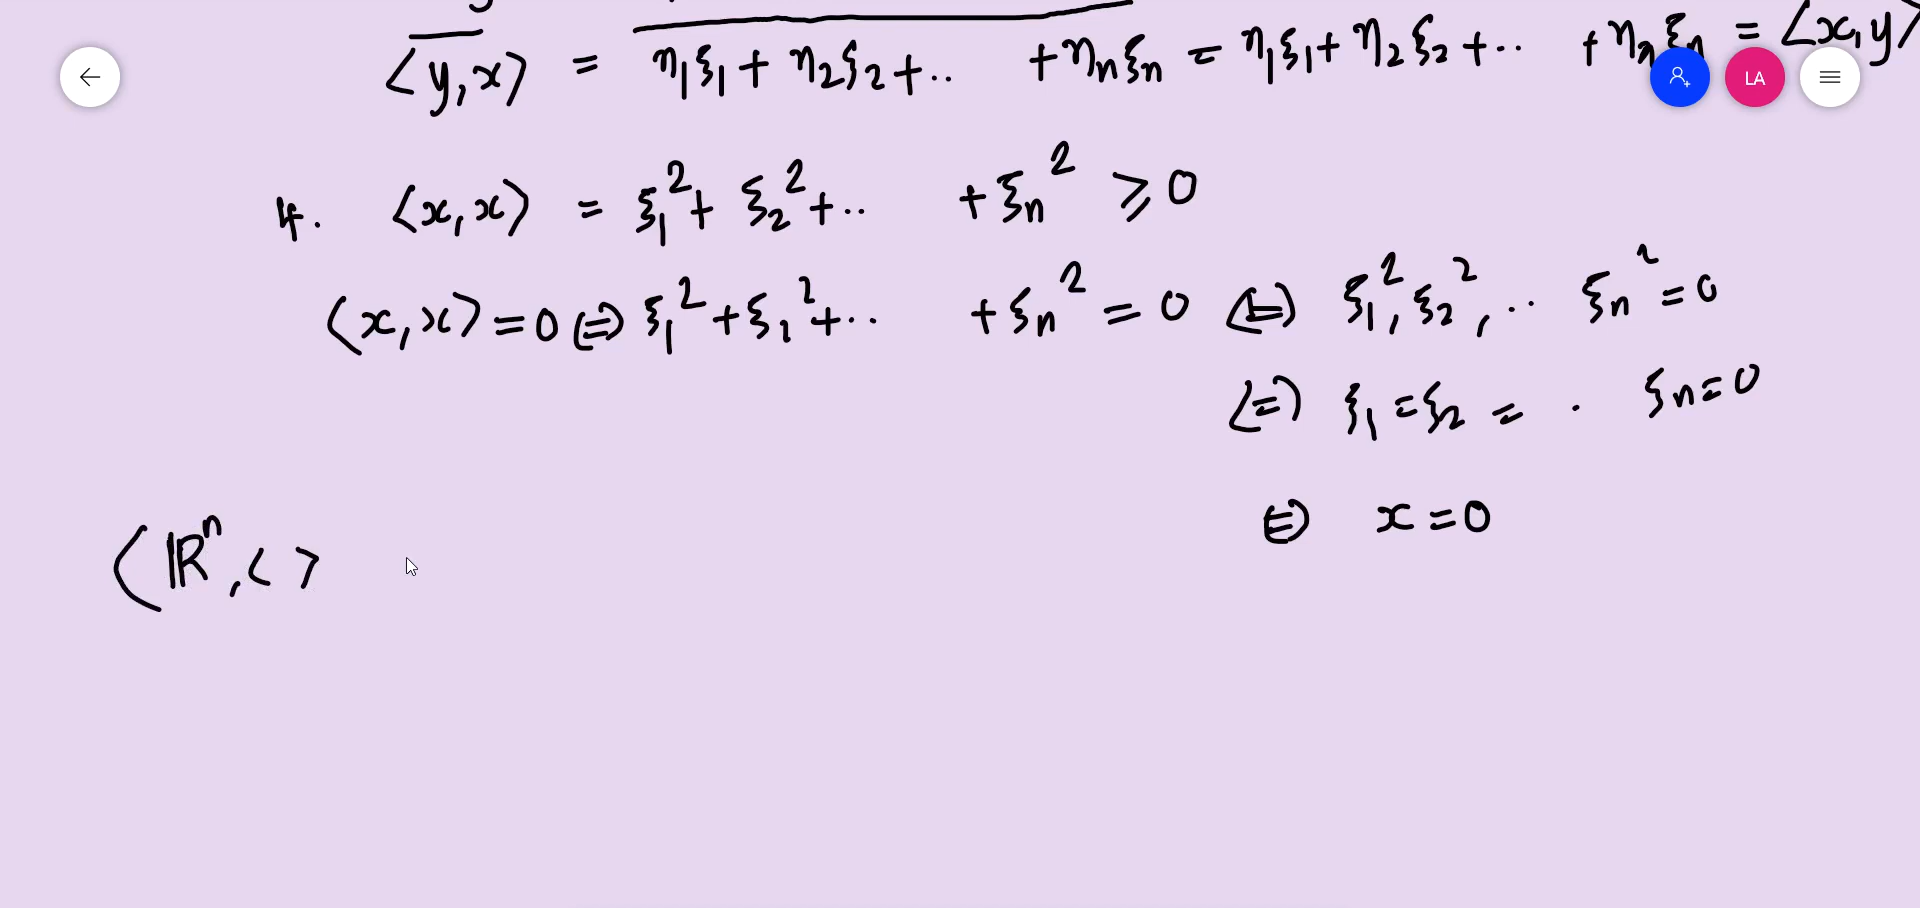 ⟨y,x⟩ = η₁ξ₁ + η₂ξ₂ + .. + ηₙξₙ = η₁ξ₁ + η₂ξ₂ + .. + ηₙξₙ = ⟨x,y⟩
LA
4. ⟨x,x⟩ = ξ₁² + ξ₂² + .. + ξₙ² ⩾ 0
⟨x,x⟩ = 0 ⇔ ξ₁² + ξ₁² + .. + ξₙ² = 0 ⇔ ξ₁², ξ₂², .. ξₙ² = 0
⇔ ξ₁ = ξ₂ = . ξₙ = 0
⇔ x = 0
(ℝⁿ, ⟨ ⟩